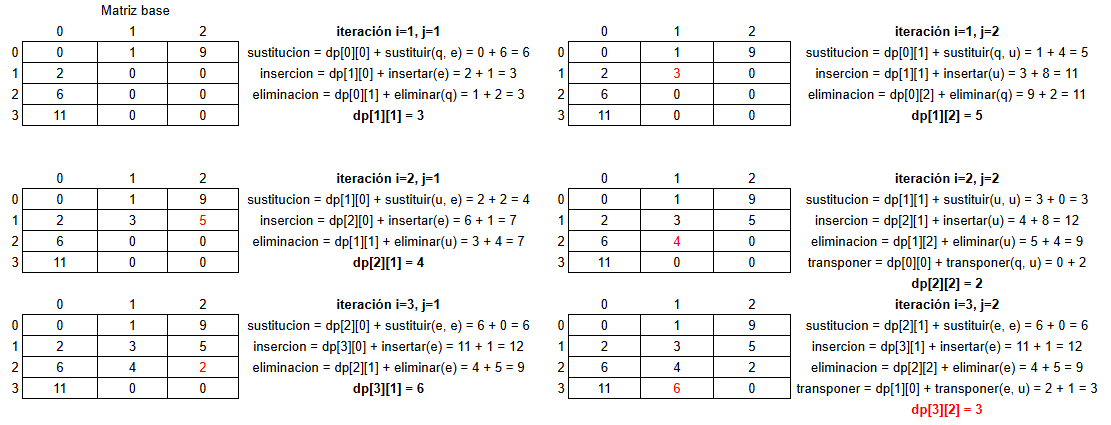 Matriz base
0 1 2 iteración i=1, j=1
0 0 1 9 sustitucion = dp[0][0] + sustituir(q, e) = 0 + 6 = 6
1 2 0 0 insercion = dp[1][0] + insertar(e) = 2 + 1 = 3
2 6 0 0 eliminacion = dp[0][1] + eliminar(q) = 1 + 2 = 3
3 11 0 0 dp[1][1] = 3
0 1 2 iteración i=1, j=2
0 0 1 9 sustitucion = dp[0][1] + sustituir(q, u) = 1 + 4 = 5
1 2 3 0 insercion = dp[1][1] + insertar(u) = 3 + 8 = 11
2 6 0 0 eliminacion = dp[0][2] + eliminar(q) = 9 + 2 = 11
3 11 0 0 dp[1][2] = 5
0 1 2 iteración i=2, j=1
0 0 1 9 sustitucion = dp[1][0] + sustituir(u, e) = 2 + 2 = 4
1 2 3 5 insercion = dp[2][0] + insertar(e) = 6 + 1 = 7
2 6 0 0 eliminacion = dp[1][1] + eliminar(u) = 3 + 4 = 7
3 11 0 0 dp[2][1] = 4
0 1 2 iteración i=2, j=2
0 0 1 9 sustitucion = dp[1][1] + sustituir(u, u) = 3 + 0 = 3
1 2 3 5 insercion = dp[2][1] + insertar(u) = 4 + 8 = 12
2 6 4 0 eliminacion = dp[1][2] + eliminar(u) = 5 + 4 = 9
3 11 0 0 transponer = dp[0][0] + transponer(q, u) = 0 + 2
dp[2][2] = 2
0 1 2 iteración i=3, j=1
0 0 1 9 sustitucion = dp[2][0] + sustituir(e, e) = 6 + 0 = 6
1 2 3 5 insercion = dp[3][0] + insertar(e) = 11 + 1 = 12
2 6 4 2 eliminacion = dp[2][1] + eliminar(e) = 4 + 5 = 9
3 11 0 0 dp[3][1] = 6
0 1 2 iteración i=3, j=2
0 0 1 9 sustitucion = dp[2][1] + sustituir(e, e) = 6 + 0 = 6
1 2 3 5 insercion = dp[3][1] + insertar(e) = 11 + 1 = 12
2 6 4 2 eliminacion = dp[2][2] + eliminar(e) = 4 + 5 = 9
3 11 6 0 transponer = dp[1][0] + transponer(e, u) = 2 + 1 = 3
dp[3][2] = 3